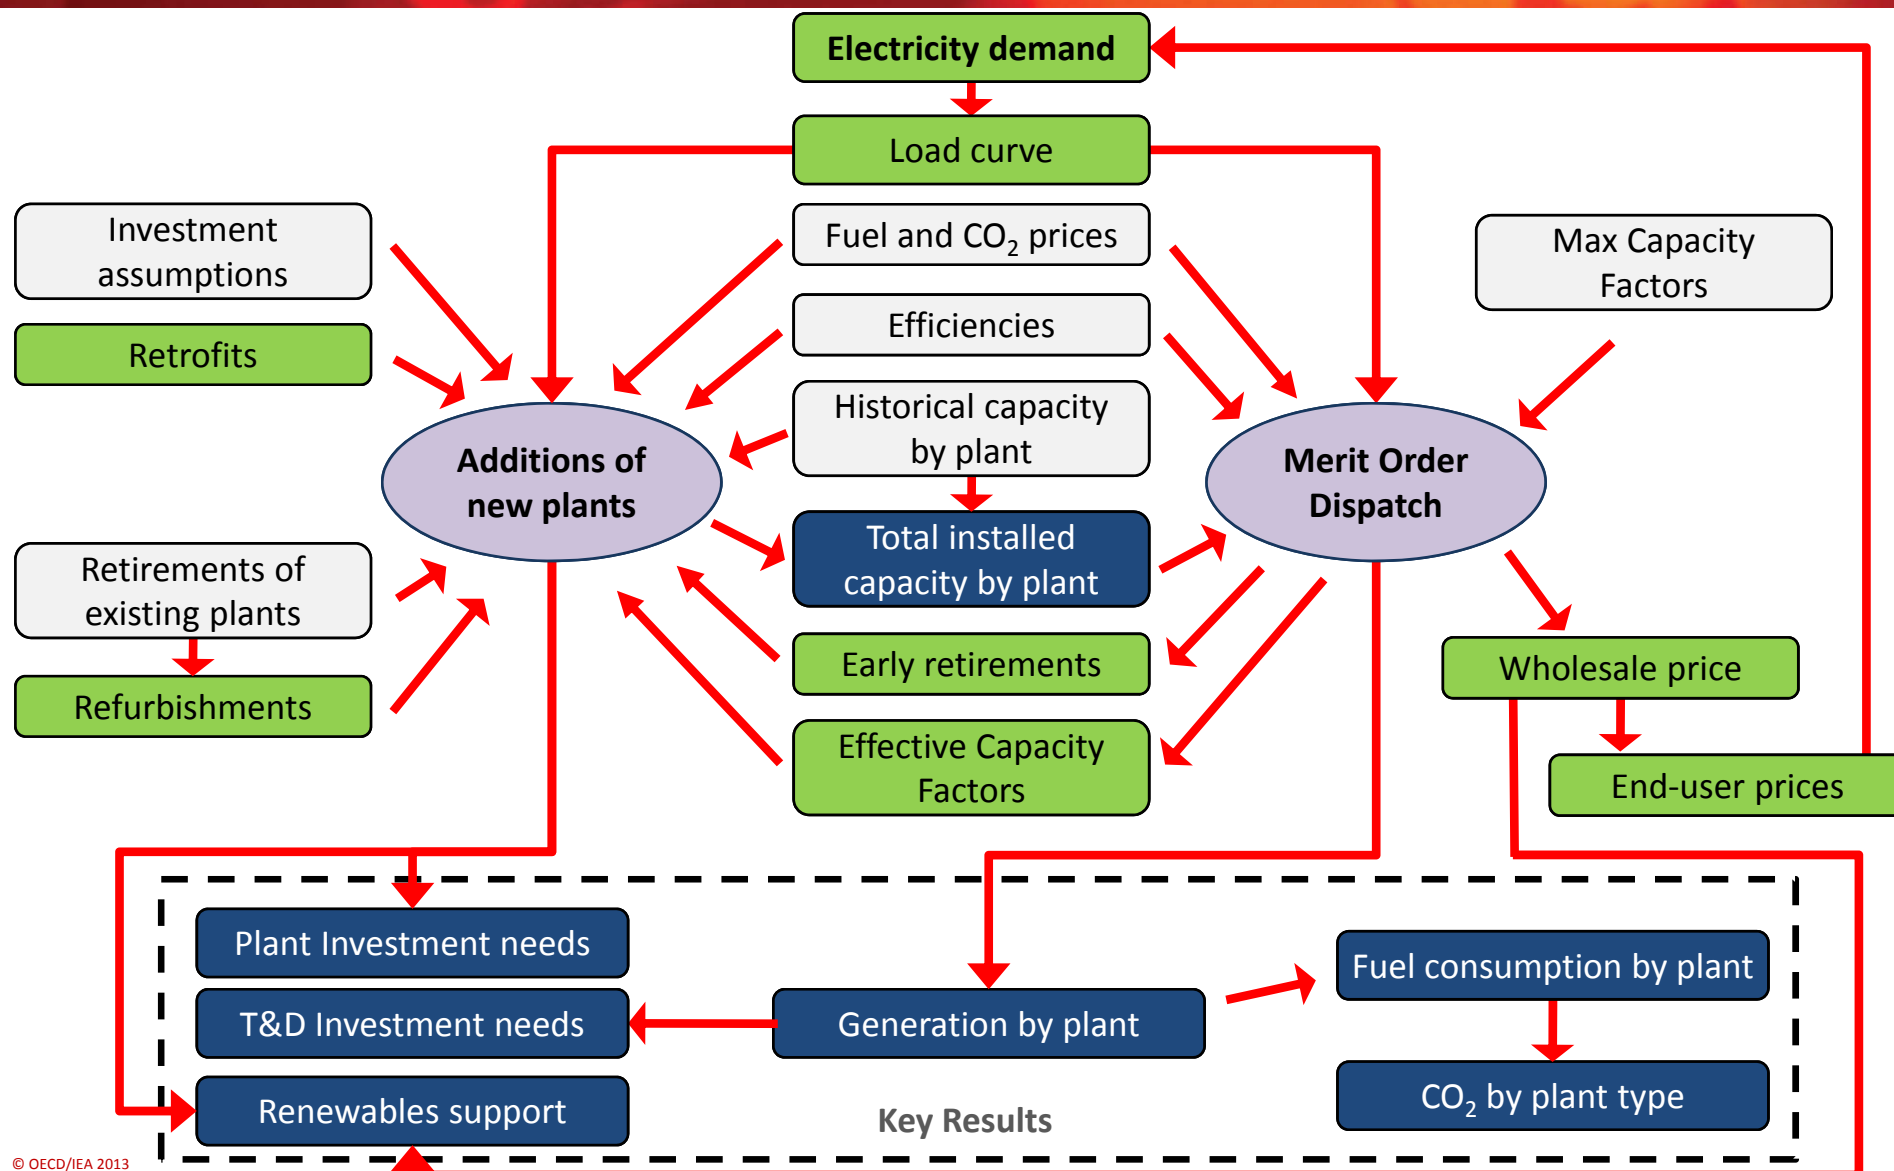 Electricity demand
Load curve
Investment
assumptions
Fuel and CO₂ prices
Max Capacity
Factors
Retrofits
Efficiencies
Historical capacity
by plant
Additions of
new plants
Merit Order
Dispatch
Total installed
capacity by plant
Retirements of
existing plants
Early retirements
Wholesale price
Refurbishments
Effective Capacity
Factors
End-user prices
Plant Investment needs
Fuel consumption by plant
T&D Investment needs
Generation by plant
Renewables support
CO₂ by plant type
Key Results
© OECD/IEA 2013